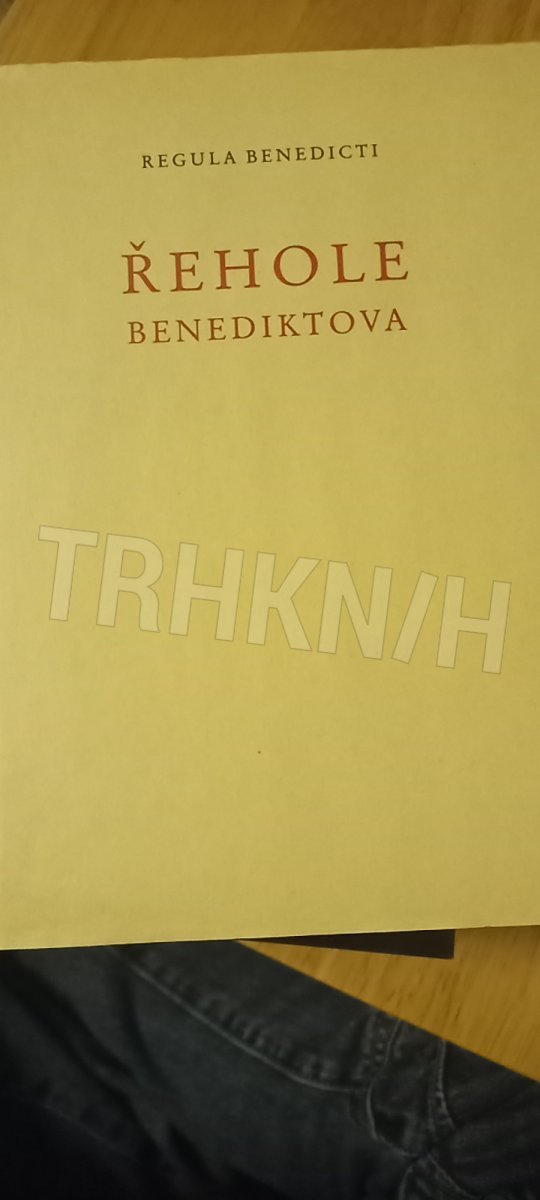 REGULA BENEDICTI
ŘEHOLE
BENEDIKTOVA
TRHKN/H